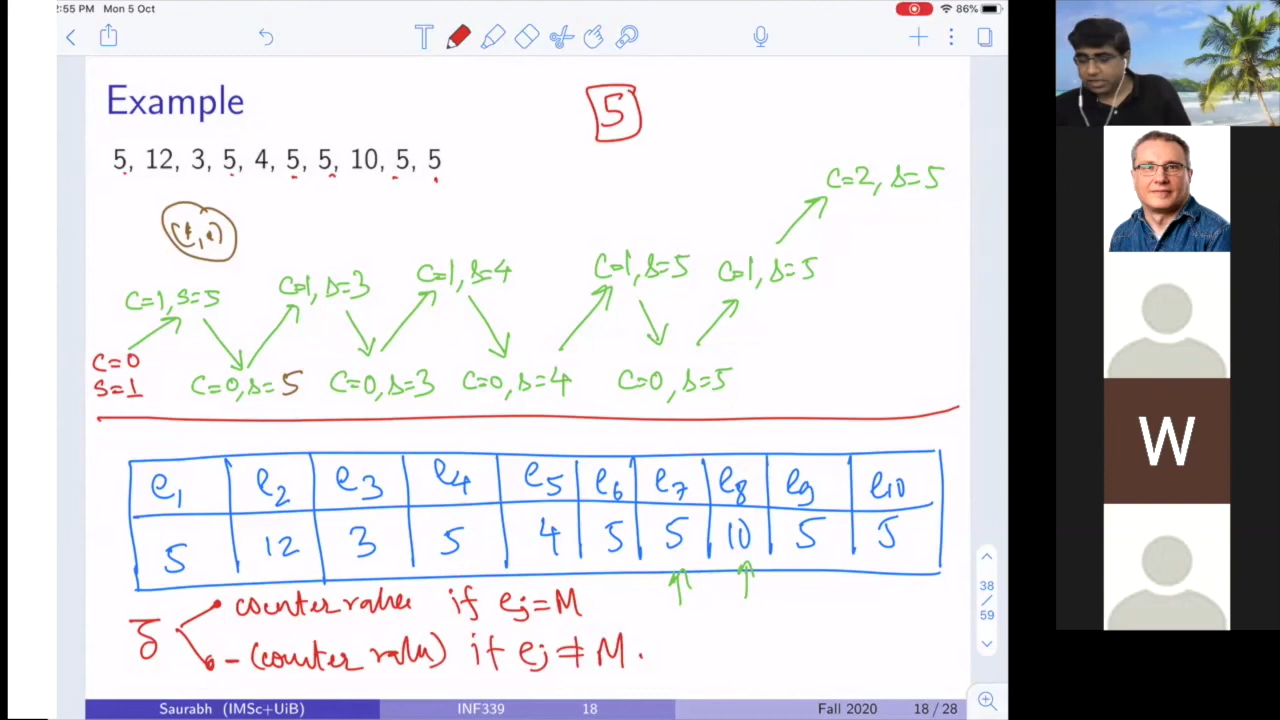 :55 PM Mon 5 Oct
86%
Example
5
5, 12, 3, 5, 4, 5, 5, 10, 5, 5
C=2, s=5
C=1, s=5
C=1, s=3
C=1, s=4
C=1, s=5
C=1, s=5
C=0
s=1
C=0, s=5
C=0, s=3
C=0, s=4
C=0, s=5
e1 e2 e3 e4 e5 e6 e7 e8 e9 e10
5 12 3 5 4 5 5 10 5 5
counter value if ej=M
-(counter value) if ej≠M.
38
/
59
Saurabh (IMSc+UiB) INF339 18 Fall 2020 18 / 28
W